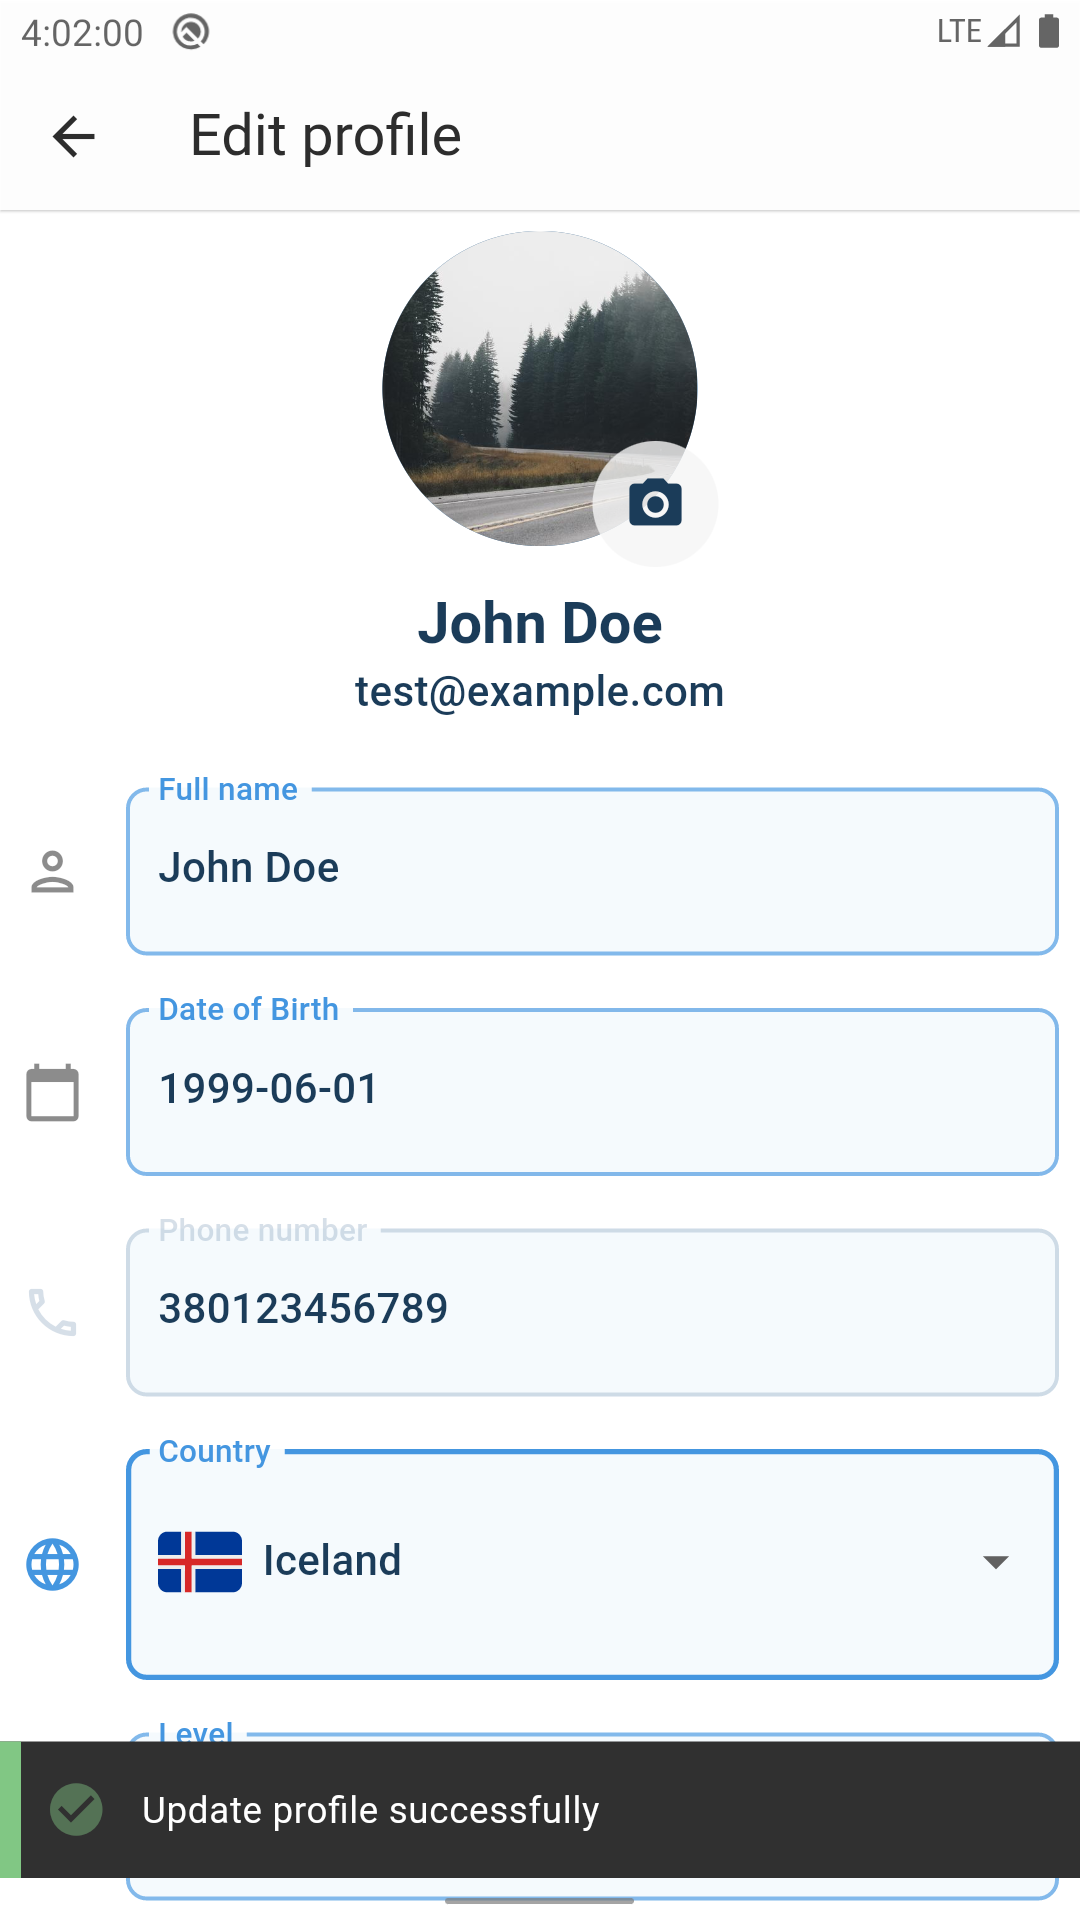 4:02:00
LTE
Edit profile
John Doe
test@example.com
Full name
John Doe
Date of Birth
1999-06-01
Phone number
380123456789
Country
Iceland
Level
Update profile successfully